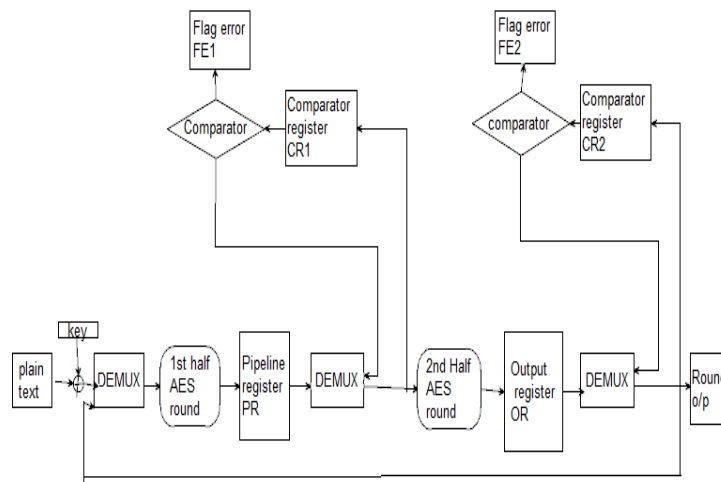 Flag error
FE1
Flag error
FE2
Comparator
Comparator
register
CR1
comparator
Comparator
register
CR2
key
plain
text
DEMUX
1st half
AES
round
Pipeline
register
PR
DEMUX
2nd Half
AES
round
Output
register
OR
DEMUX
Round
o/p